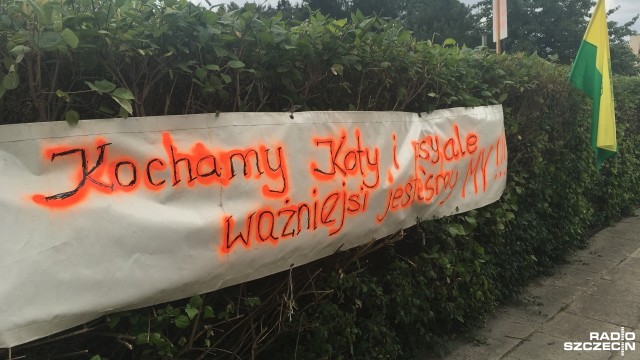 Kochamy Koty i psy ale
ważniejsi jesteśmy MY!!!
RADIO
SZCZECIN